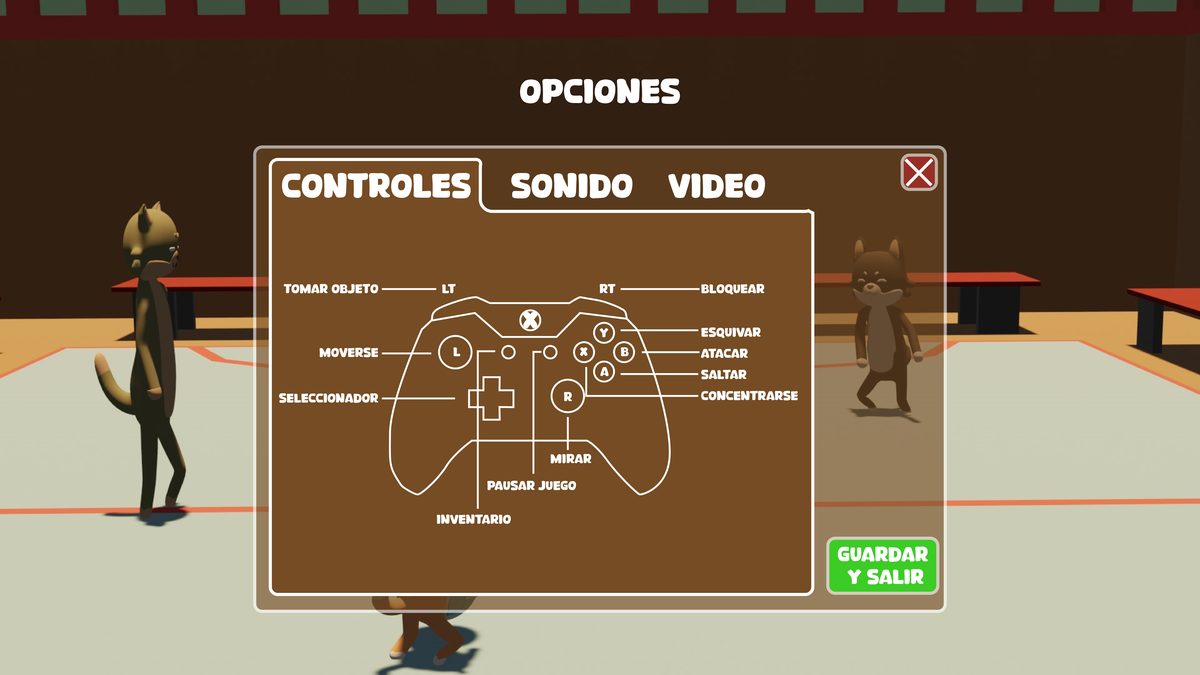 OPCIONES
CONTROLES SONIDO VIDEO
TOMAR OBJETO LT RT BLOQUEAR
X
Y ESQUIVAR
MOVERSE L X B ATACAR
A SALTAR
SELECCIONADOR R CONCENTRARSE
MIRAR
PAUSAR JUEGO
INVENTARIO
GUARDAR
Y SALIR